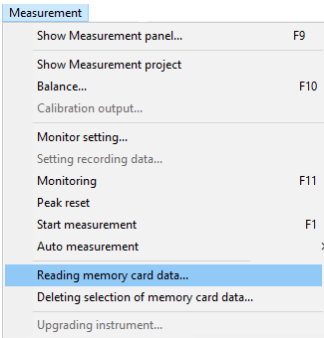 Measurement
Show Measurement panel... F9
Show Measurement project
Balance... F10
Calibration output...
Monitor setting...
Setting recording data...
Monitoring F11
Peak reset
Start measurement F1
Auto measurement
Reading memory card data...
Deleting selection of memory card data...
Upgrading instrument...